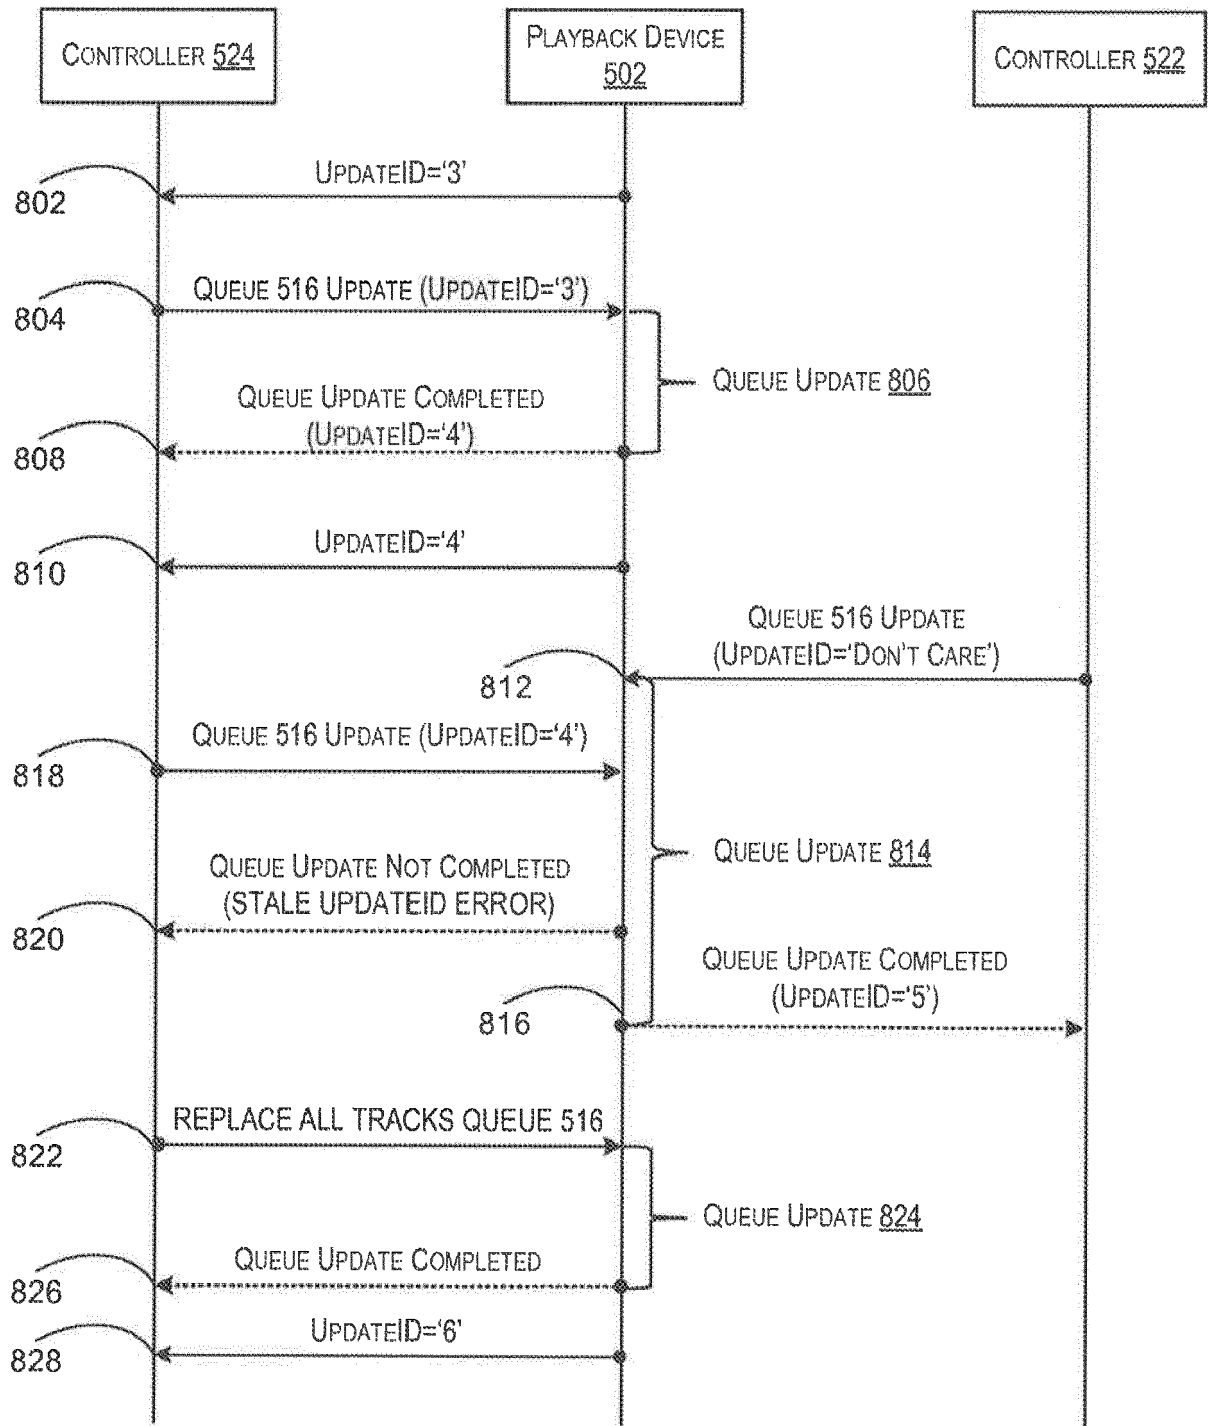 CONTROLLER 524
PLAYBACK DEVICE
502
CONTROLLER 522
UPDATEID='3'
802
QUEUE 516 UPDATE (UPDATEID='3')
804
QUEUE UPDATE 806
QUEUE UPDATE COMPLETED
(UPDATEID='4')
808
UPDATEID='4'
810
QUEUE 516 UPDATE
(UPDATEID='DON'T CARE')
812
QUEUE 516 UPDATE (UPDATEID='4')
818
QUEUE UPDATE 814
QUEUE UPDATE NOT COMPLETED
(STALE UPDATEID ERROR)
820
QUEUE UPDATE COMPLETED
(UPDATEID='5')
816
REPLACE ALL TRACKS QUEUE 516
822
QUEUE UPDATE 824
QUEUE UPDATE COMPLETED
826
UPDATEID='6'
828